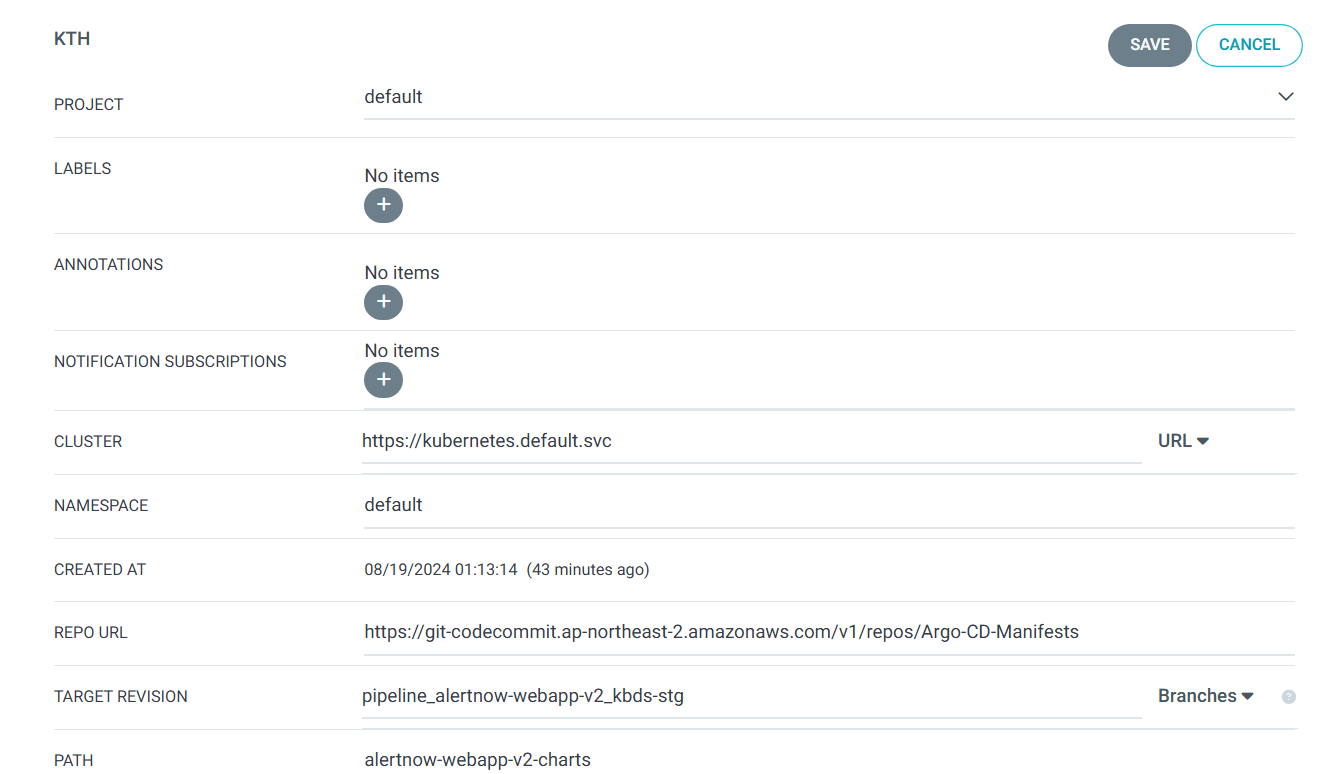 KTH
SAVE CANCEL
PROJECT default
LABELS No items
+
ANNOTATIONS No items
+
NOTIFICATION SUBSCRIPTIONS No items
+
CLUSTER https://kubernetes.default.svc URL
NAMESPACE default
CREATED AT 08/19/2024 01:13:14 (43 minutes ago)
REPO URL https://git-codecommit.ap-northeast-2.amazonaws.com/v1/repos/Argo-CD-Manifests
TARGET REVISION pipeline_alertnow-webapp-v2_kbds-stg Branches ?
PATH alertnow-webapp-v2-charts